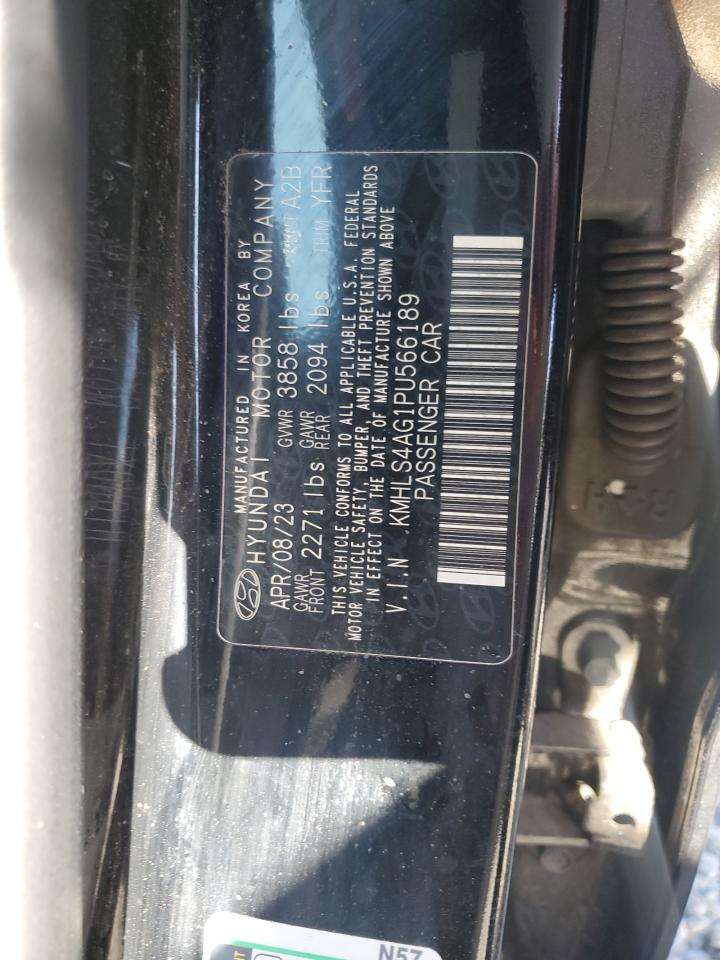 MANUFACTURED IN KOREA BY
HYUNDAI MOTOR COMPANY
APR/08/23 GVWR 3858 lbs PAINT A2B
GAWR FRONT 2271 lbs GAWR REAR 2094 lbs TRIM YFR
THIS VEHICLE CONFORMS TO ALL APPLICABLE U.S.A. FEDERAL
MOTOR VEHICLE SAFETY, BUMPER, AND THEFT PREVENTION STANDARDS
IN EFFECT ON THE DATE OF MANUFACTURE SHOWN ABOVE
V.I.N KMHLS4AG1PU566189
PASSENGER CAR
N57